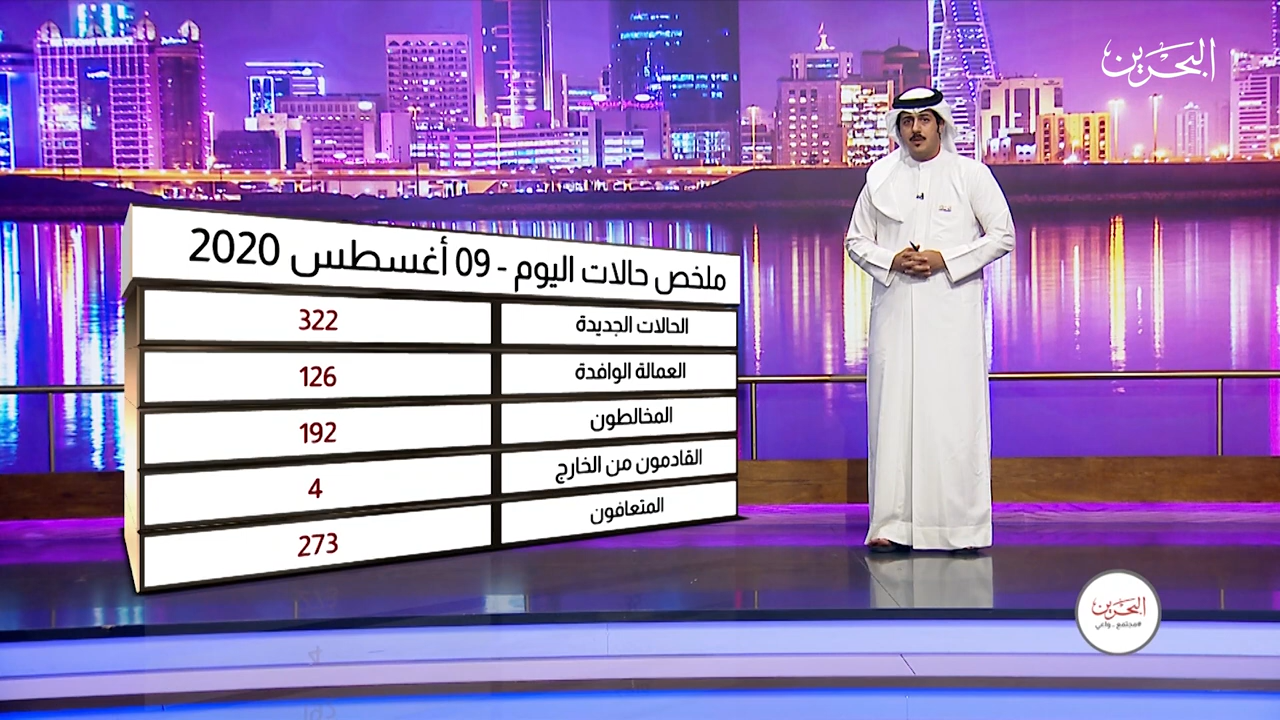 البحرين
ملخص حالات اليوم - 09 أغسطس 2020
الحالات الجديدة 322
العمالة الوافدة 126
المخالطون 192
القادمون من الخارج 4
المتعافون 273
البحرين
#مجتمع_واعي